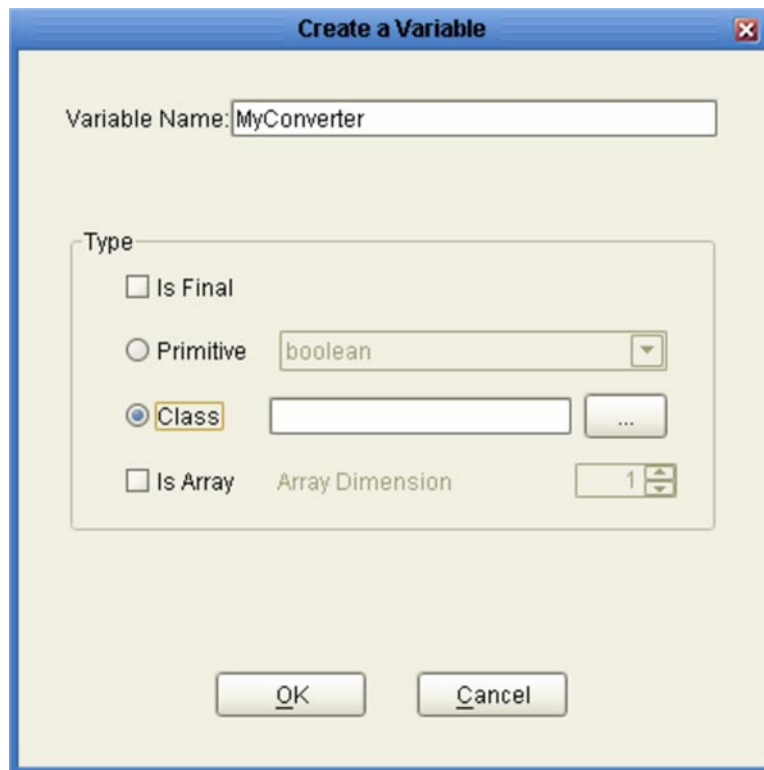 Create a Variable
Variable Name: MyConverter
Type
Is Final
Primitive boolean
Class ...
Is Array Array Dimension 1
OK Cancel